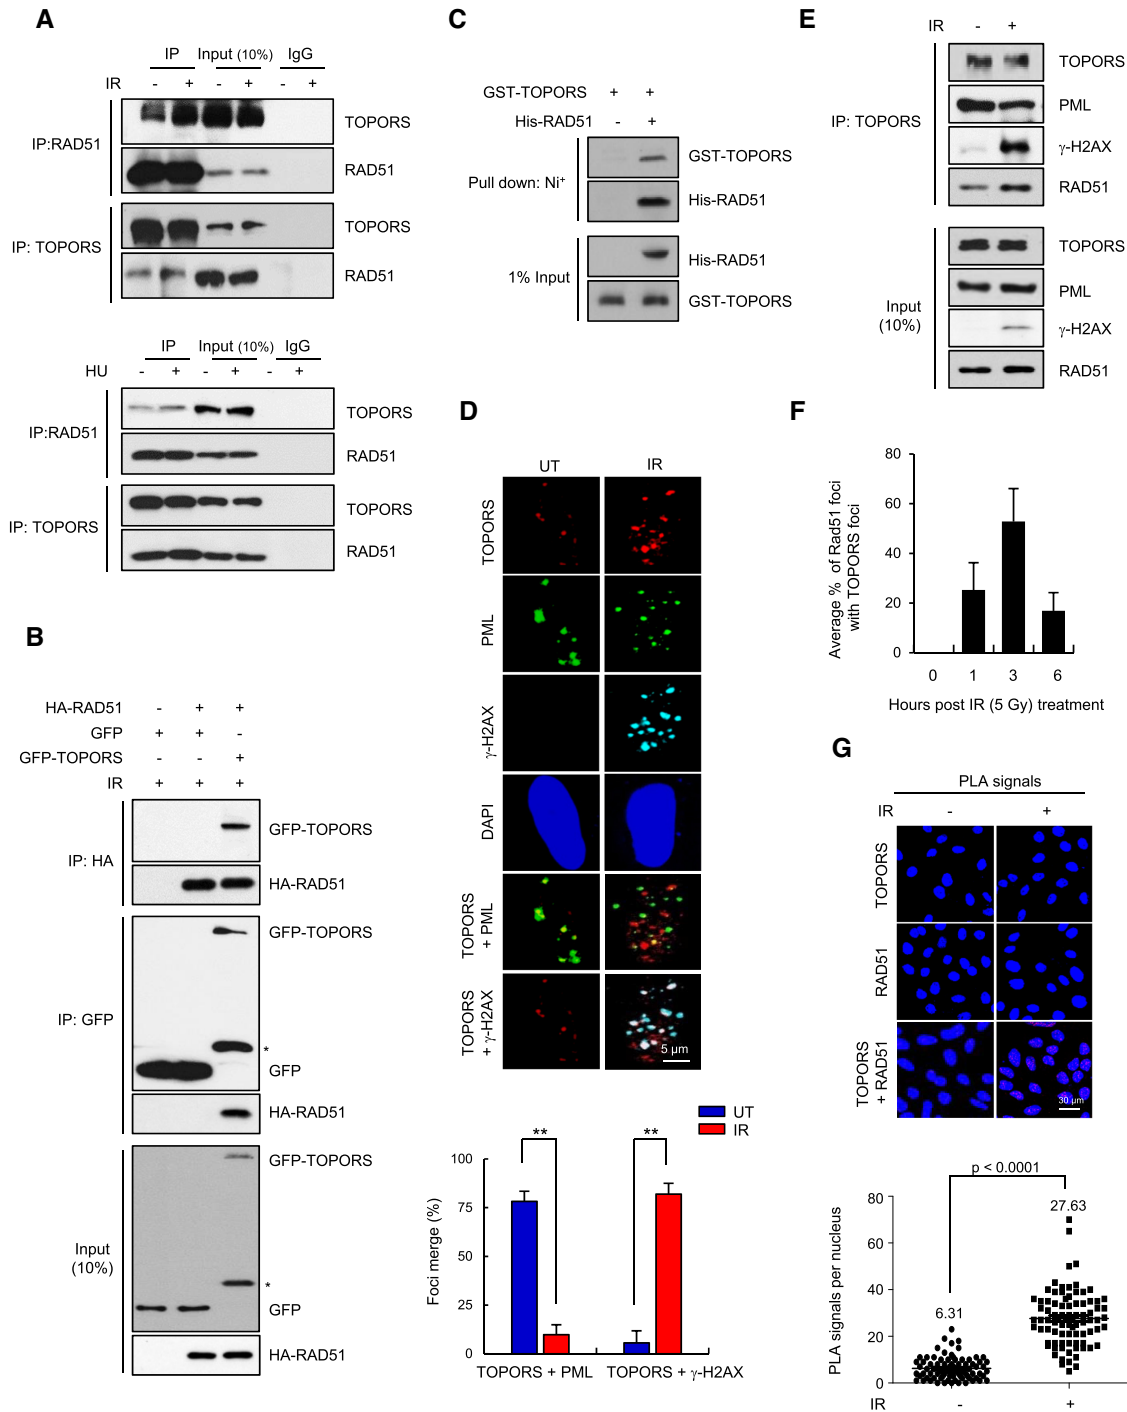 A
IP Input (10%) IgG
IR - + - + - +
IP:RAD51
TOPORS
RAD51
IP: TOPORS
TOPORS
RAD51
IP Input (10%) IgG
HU - + - + - +
IP:RAD51
TOPORS
RAD51
IP: TOPORS
TOPORS
RAD51
B
HA-RAD51 - + +
GFP + + -
GFP-TOPORS - - +
IR + + +
IP: HA
GFP-TOPORS
HA-RAD51
IP: GFP
GFP-TOPORS
*
GFP
HA-RAD51
Input
(10%)
GFP-TOPORS
*
GFP
HA-RAD51
C
GST-TOPORS + +
His-RAD51 - +
Pull down: Ni+
GST-TOPORS
His-RAD51
1% Input
His-RAD51
GST-TOPORS
D
UT IR
TOPORS
PML
γ-H2AX
DAPI
TOPORS
+ PML
TOPORS
+ γ-H2AX
5 μm
UT
IR
** **
Foci merge (%)
100
75
50
25
0
TOPORS + PML TOPORS + γ-H2AX
E
IR - +
IP: TOPORS
TOPORS
PML
γ-H2AX
RAD51
Input
(10%)
TOPORS
PML
γ-H2AX
RAD51
F
Average % of Rad51 foci
with TOPORS foci
80
60
40
20
0
0 1 3 6
Hours post IR (5 Gy) treatment
G
PLA signals
IR - +
TOPORS
RAD51
TOPORS
+ RAD51
30 μm
p < 0.0001
27.63
6.31
PLA signals per nucleus
80
60
40
20
0
IR - +